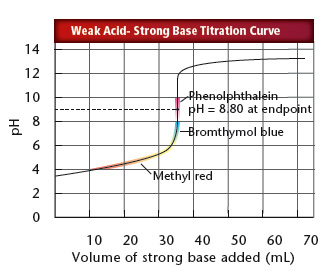 Weak Acid- Strong Base Titration Curve
14
12
10
8
6
4
2
0
pH
Phenolphthalein
pH = 8.80 at endpoint
Bromthymol blue
Methyl red
10 20 30 40 50 60 70
Volume of strong base added (mL)